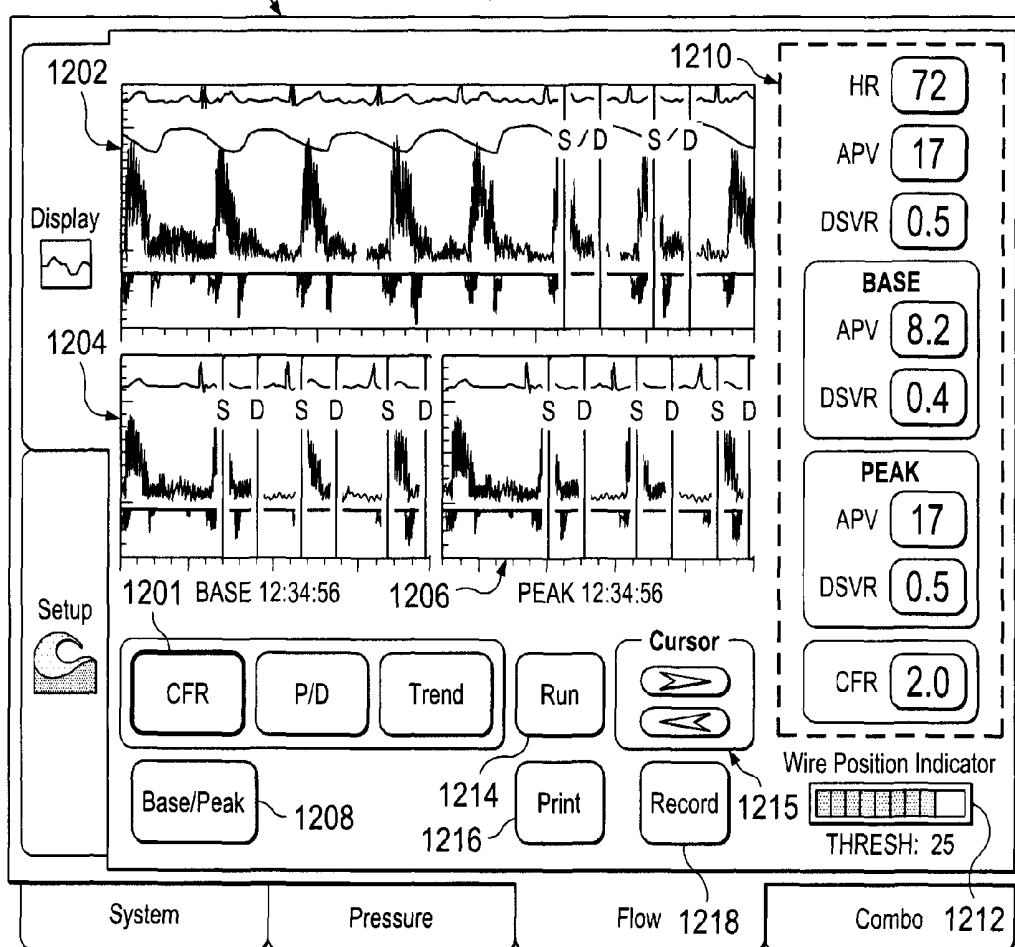 1210
1202
HR 72
S/D S/D
APV 17
Display
DSVR 0.5
BASE
APV 8.2
1204
DSVR 0.4
S D S D S D
S D S D S D
PEAK
APV 17
DSVR 0.5
1201 BASE 12:34:56
1206 PEAK 12:34:56
Setup
Cursor
CFR P/D Trend Run
CFR 2.0
Wire Position Indicator
Base/Peak 1208
1214
1216
Print
Record
1215
THRESH: 25
System Pressure Flow 1218 Combo 1212